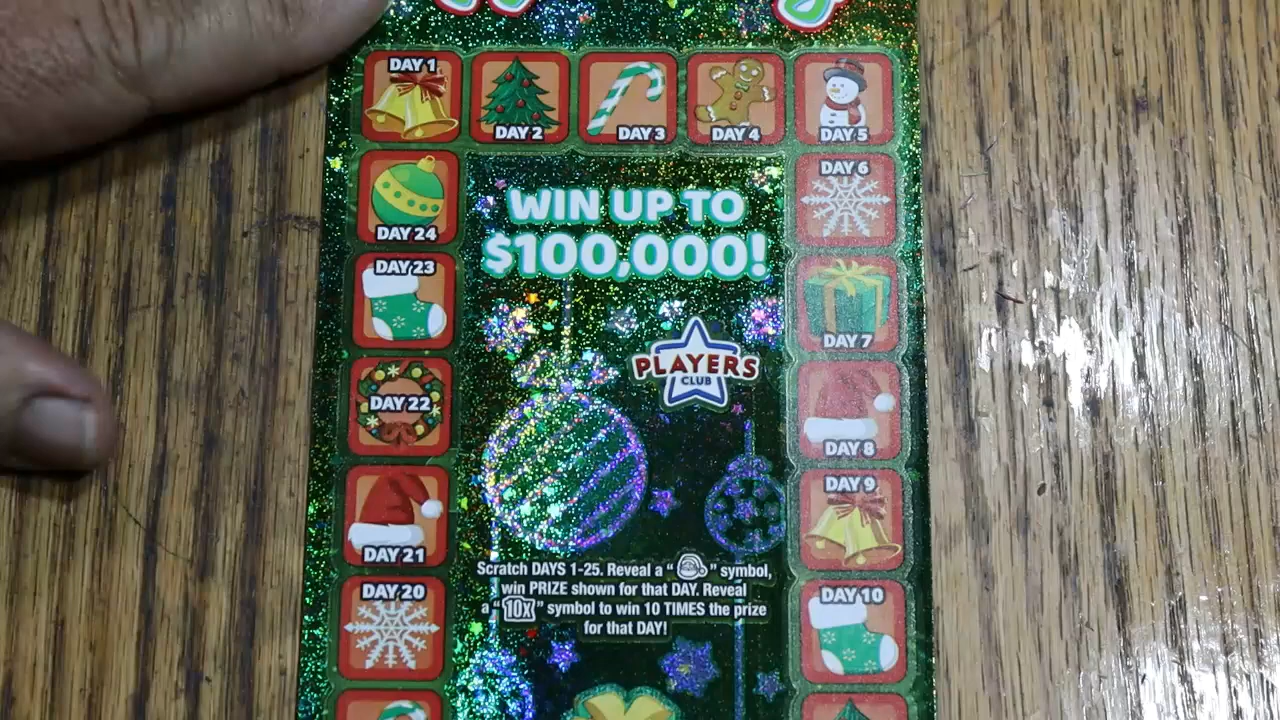 DAY 1
DAY 2
DAY 3
DAY 4
DAY 5
DAY 24
WIN UP TO
$100,000!
DAY 6
DAY 23
DAY 7
PLAYERS
CLUB
DAY 22
DAY 8
DAY 21
DAY 9
Scratch DAYS 1-25. Reveal a " " symbol,
win PRIZE shown for that DAY. Reveal
a "10X" symbol to win 10 TIMES the prize
for that DAY!
DAY 20
DAY 10